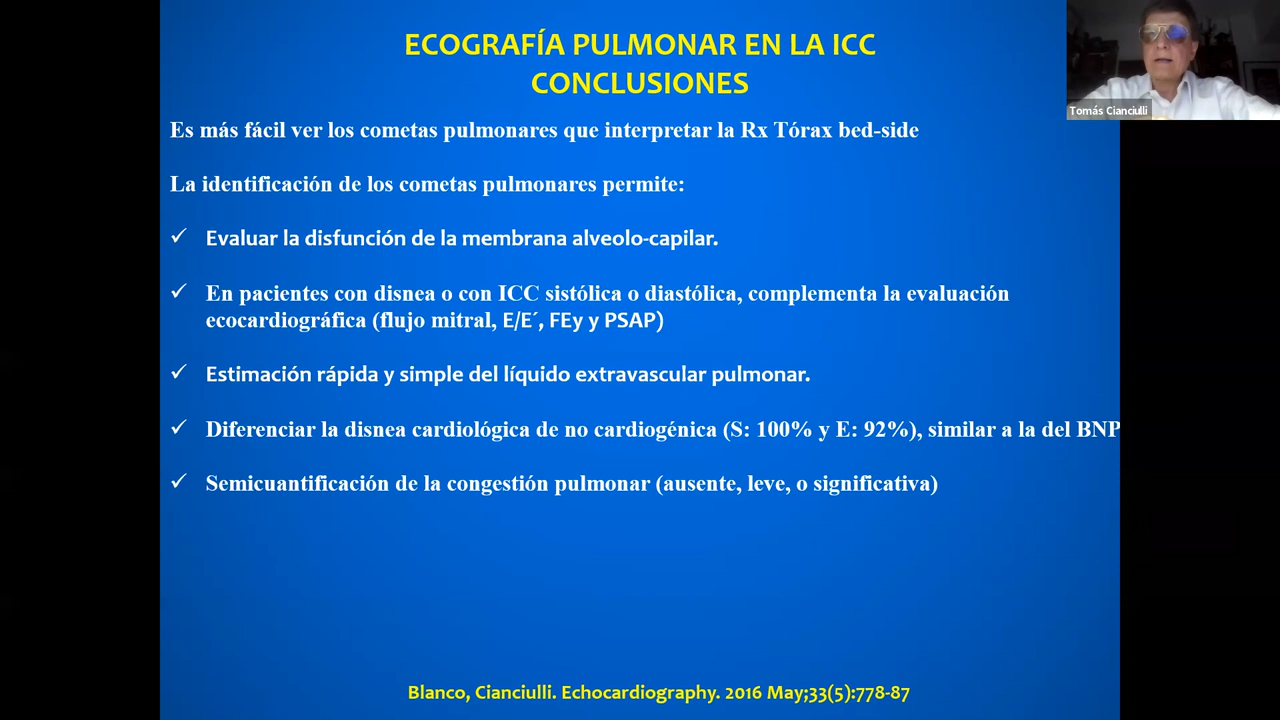 ECOGRAFÍA PULMONAR EN LA ICC
CONCLUSIONES
Tomás Cianciulli
Es más fácil ver los cometas pulmonares que interpretar la Rx Tórax bed-side
La identificación de los cometas pulmonares permite:
✓ Evaluar la disfunción de la membrana alveolo-capilar.
✓ En pacientes con disnea o con ICC sistólica o diastólica, complementa la evaluación
ecocardiográfica (flujo mitral, E/E´, FEy y PSAP)
✓ Estimación rápida y simple del líquido extravascular pulmonar.
✓ Diferenciar la disnea cardiológica de no cardiogénica (S: 100% y E: 92%), similar a la del BNP
✓ Semicuantificación de la congestión pulmonar (ausente, leve, o significativa)
Blanco, Cianciulli. Echocardiography. 2016 May;33(5):778-87